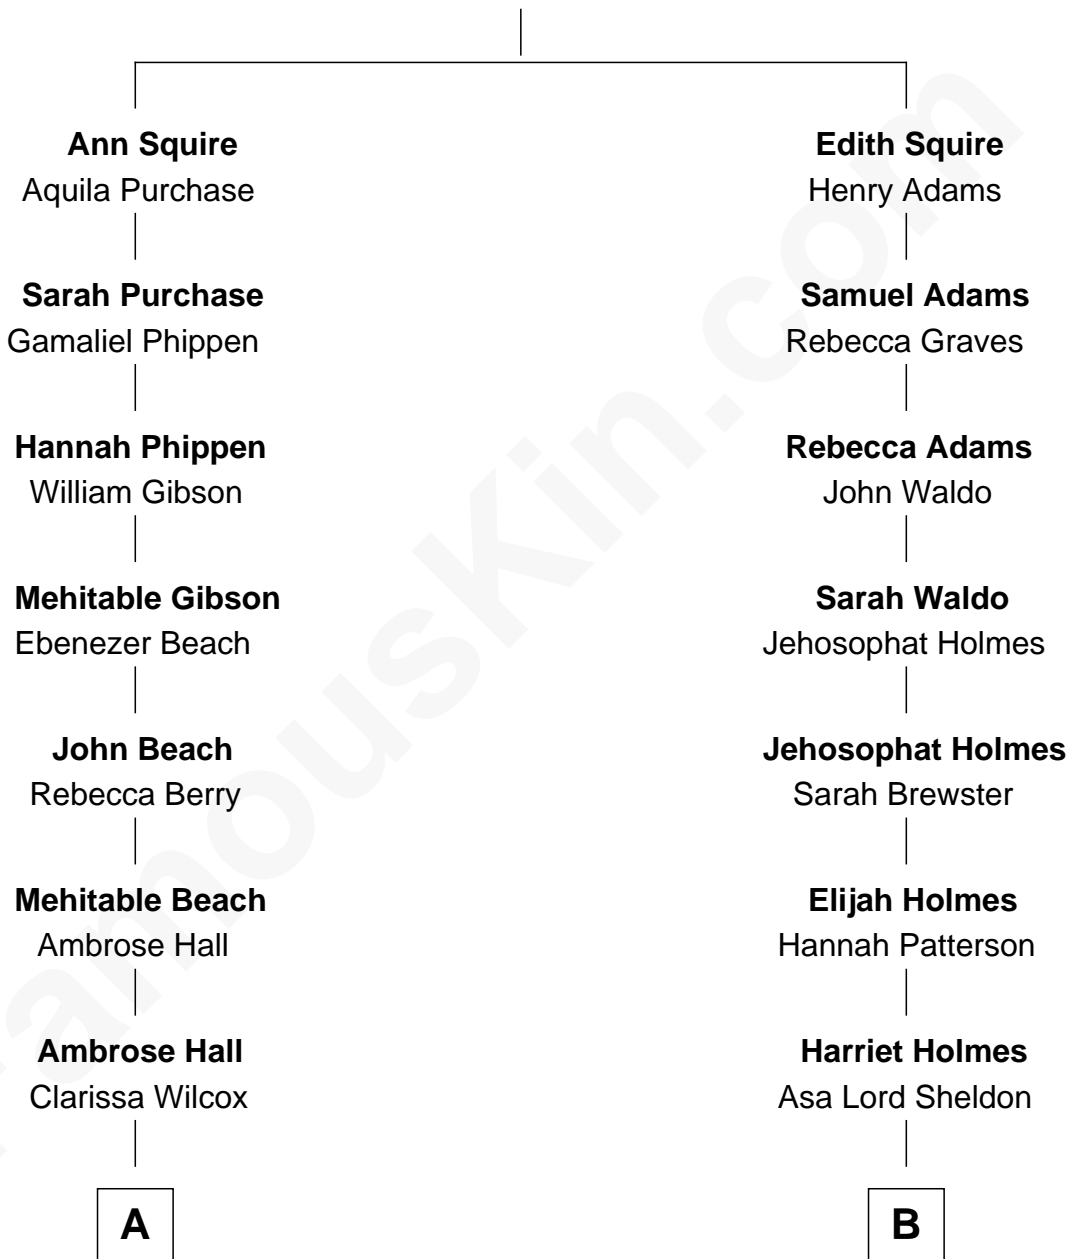 Ann Squire
Aquila Purchase
Sarah Purchase
Gamaliel Phippen
Hannah Phippen
William Gibson
Mehitable Gibson
Ebenezer Beach
John Beach
Rebecca Berry
Mehitable Beach
Ambrose Hall
Ambrose Hall
Clarissa Wilcox
A
Edith Squire
Henry Adams
Samuel Adams
Rebecca Graves
Rebecca Adams
John Waldo
Sarah Waldo
Jehosophat Holmes
Jehosophat Holmes
Sarah Brewster
Elijah Holmes
Hannah Patterson
Harriet Holmes
Asa Lord Sheldon
B
FamousKin.com